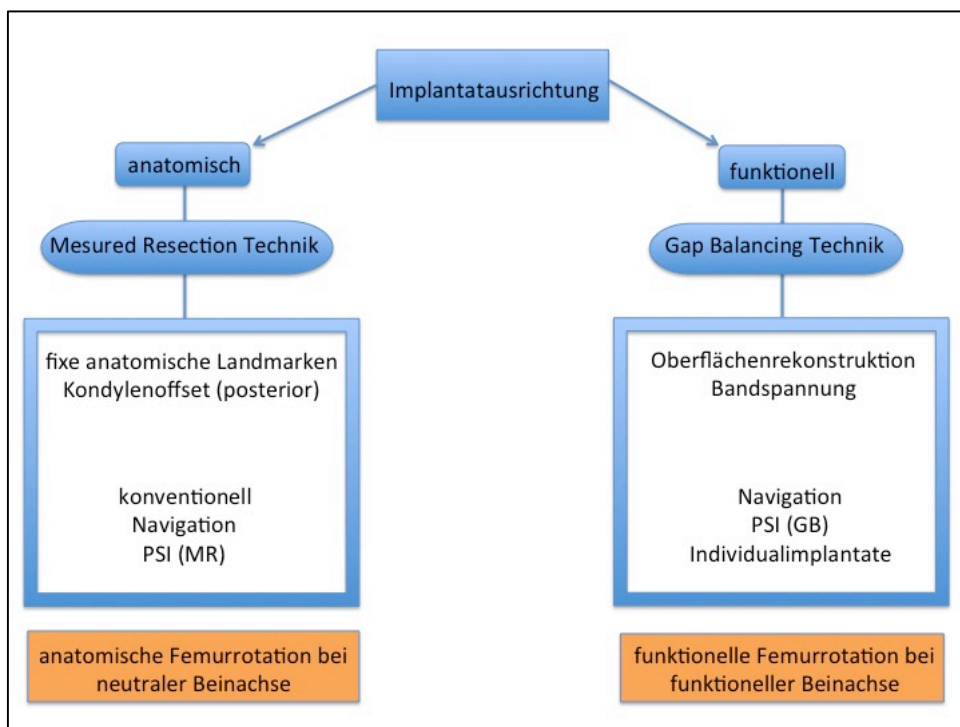 Implantatausrichtung
anatomisch
Mesured Resection Technik
fixe anatomische Landmarken
Kondylenoffset (posterior)
konventionell
Navigation
PSI (MR)
anatomische Femurrotation bei
neutraler Beinachse
funktionell
Gap Balancing Technik
Oberflächenrekonstruktion
Bandspannung
Navigation
PSI (GB)
Individualimplantate
funktionelle Femurrotation bei
funktioneller Beinachse